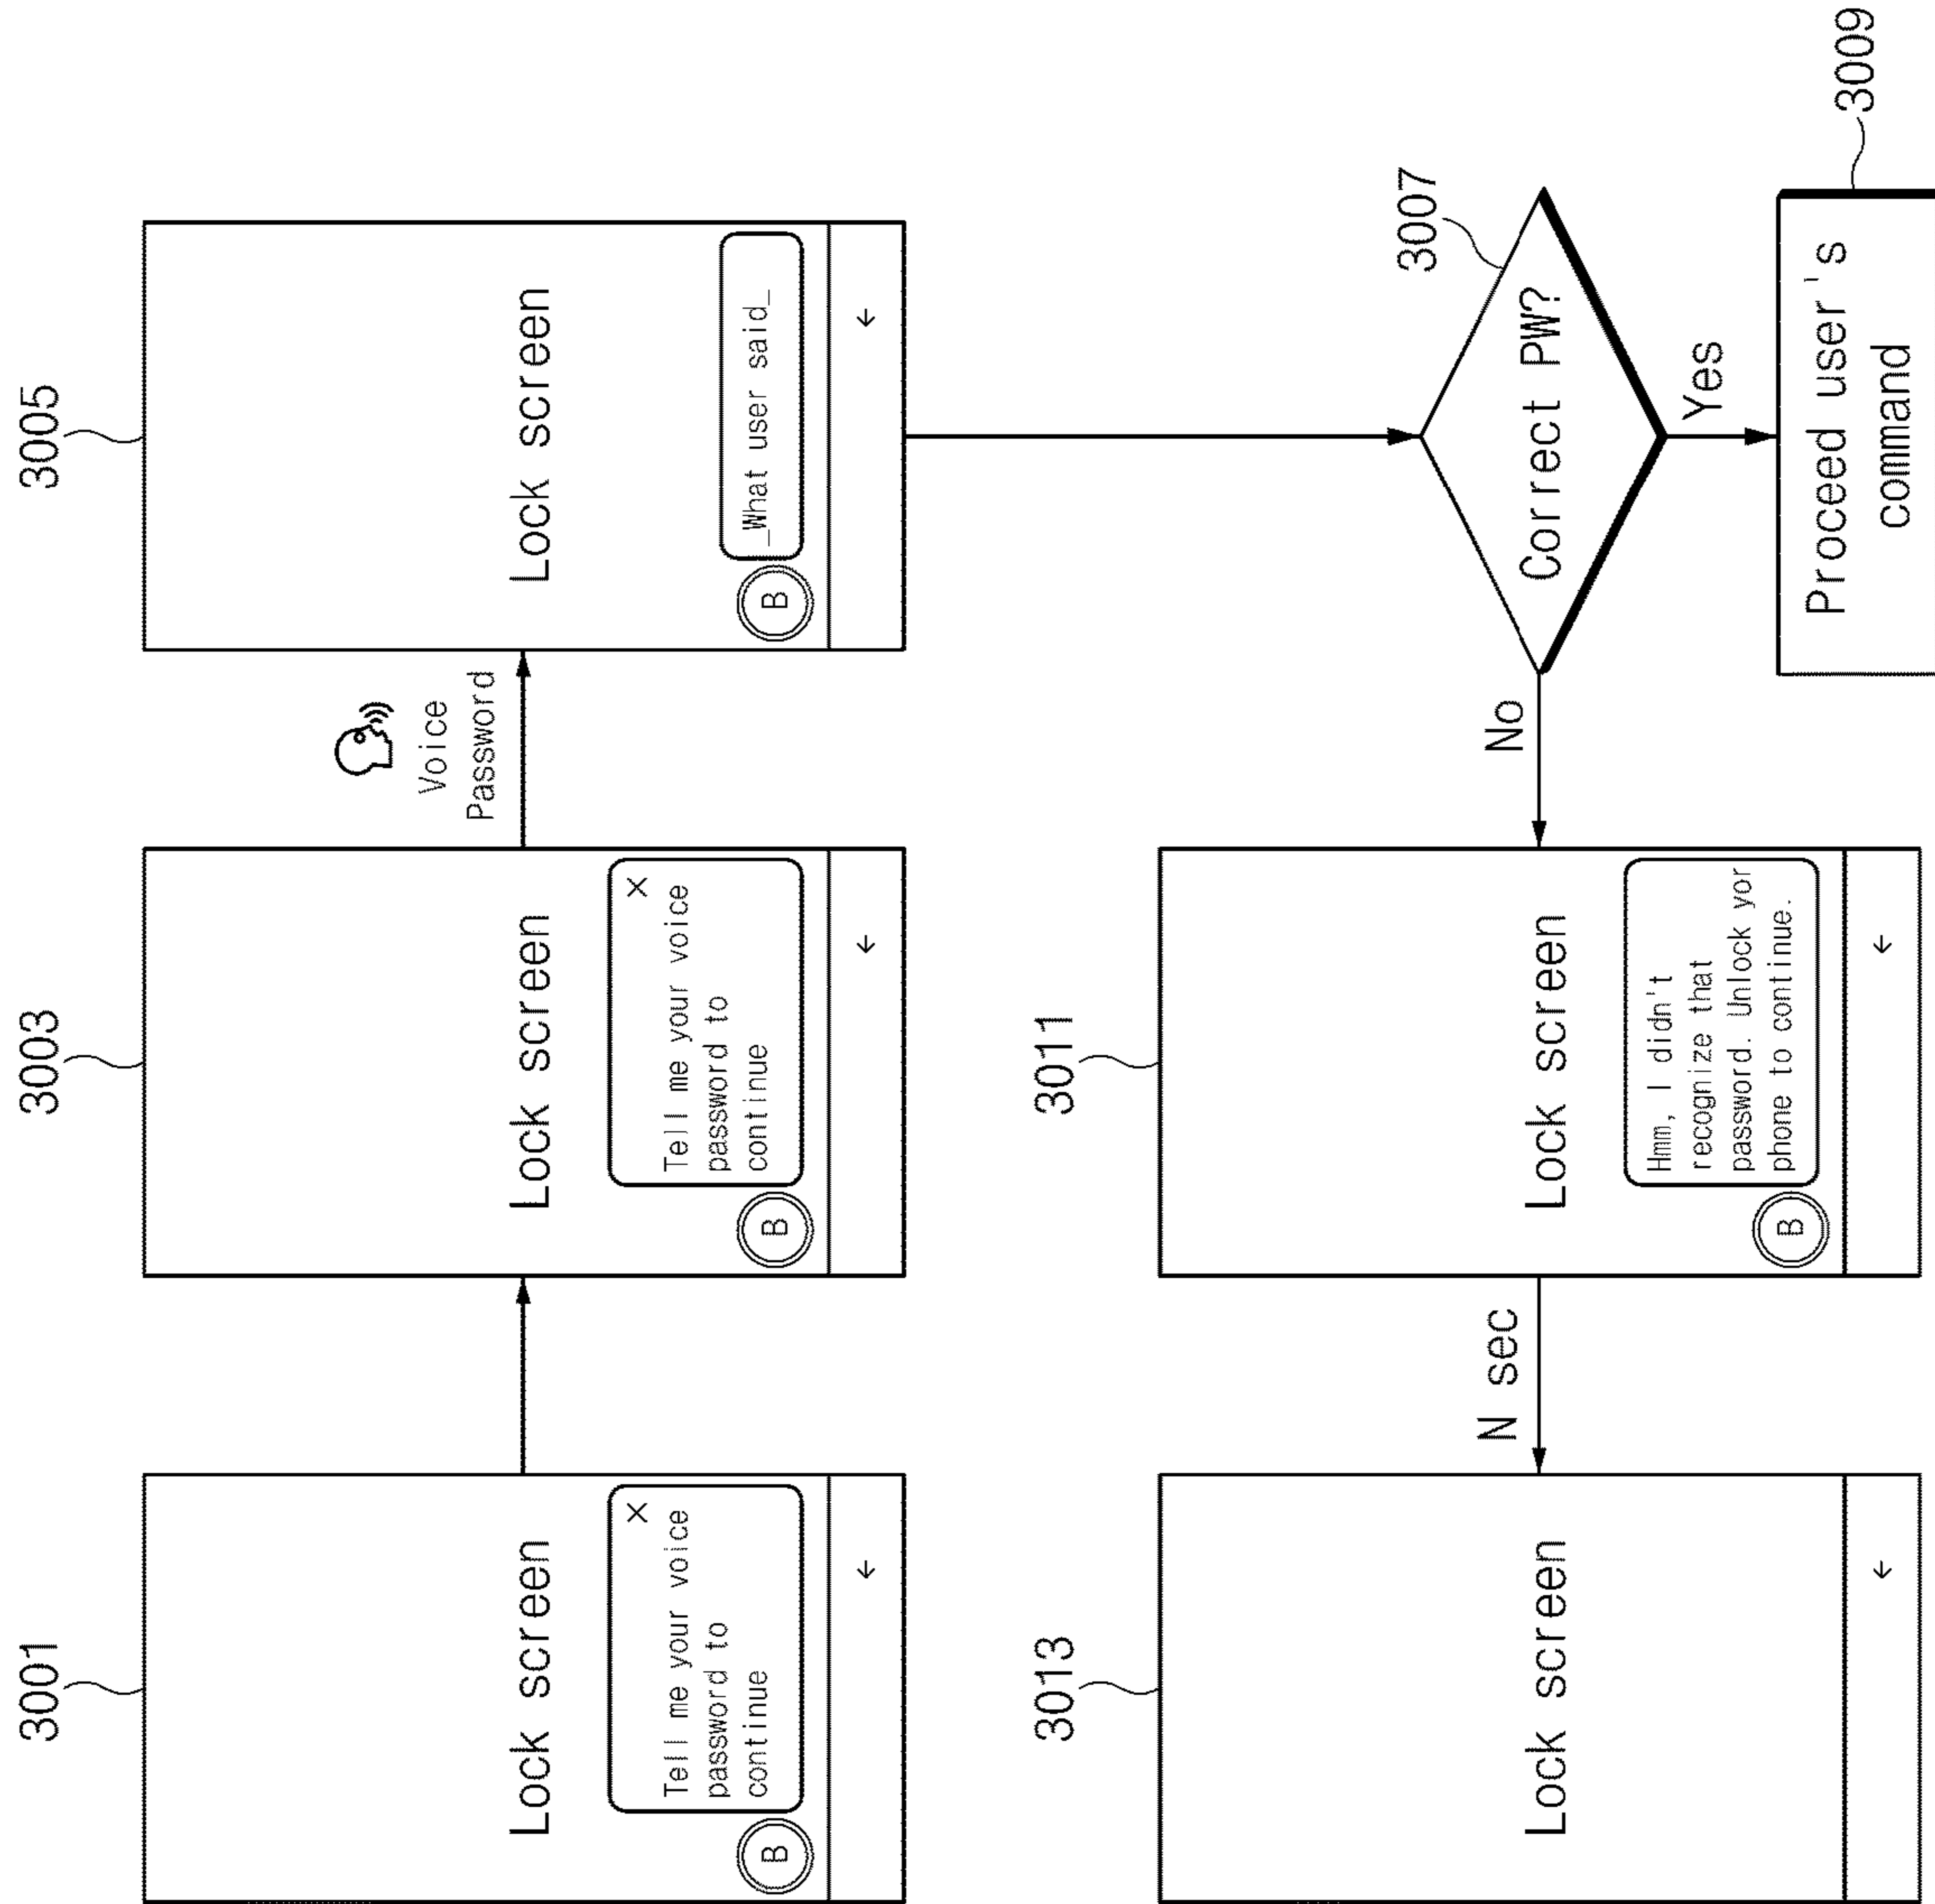 3001
Lock screen
×
Tell me your voice
password to
continue
B
←
3003
Lock screen
×
Tell me your voice
password to
continue
B
←
Voice
Password
3005
Lock screen
_What user said_
B
←
3007
Correct PW?
Yes
3009
Proceed user's
command
No
3011
Lock screen
Hmm, I didn't
recognize that
password. Unlock yor
phone to continue.
B
←
N sec
3013
Lock screen
←